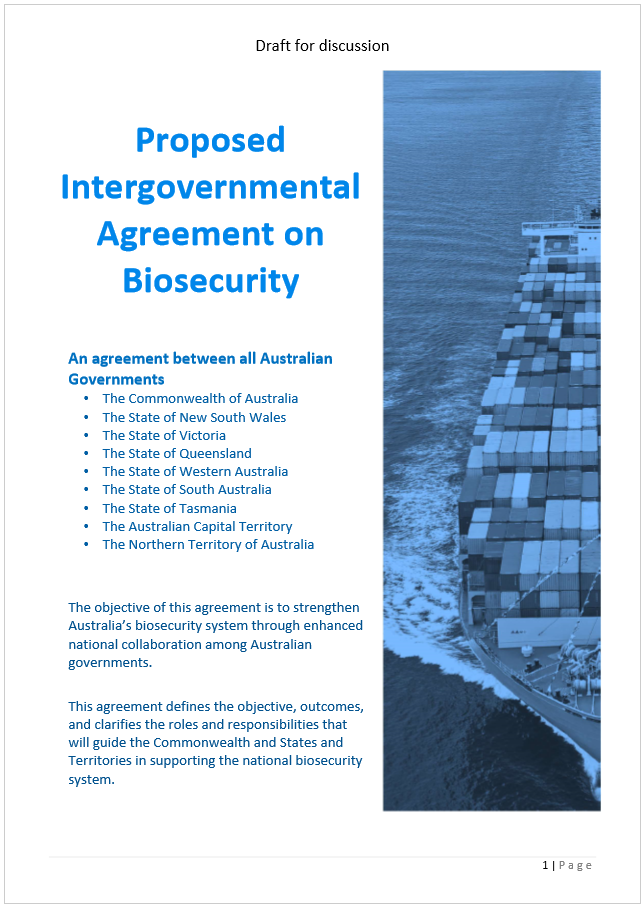 Draft for discussion
Proposed
Intergovernmental
Agreement on
Biosecurity
An agreement between all Australian
Governments
• The Commonwealth of Australia
• The State of New South Wales
• The State of Victoria
• The State of Queensland
• The State of Western Australia
• The State of South Australia
• The State of Tasmania
• The Australian Capital Territory
• The Northern Territory of Australia
The objective of this agreement is to strengthen
Australia's biosecurity system through enhanced
national collaboration among Australian
governments.
This agreement defines the objective, outcomes,
and clarifies the roles and responsibilities that
will guide the Commonwealth and States and
Territories in supporting the national biosecurity
system.
1 | Page